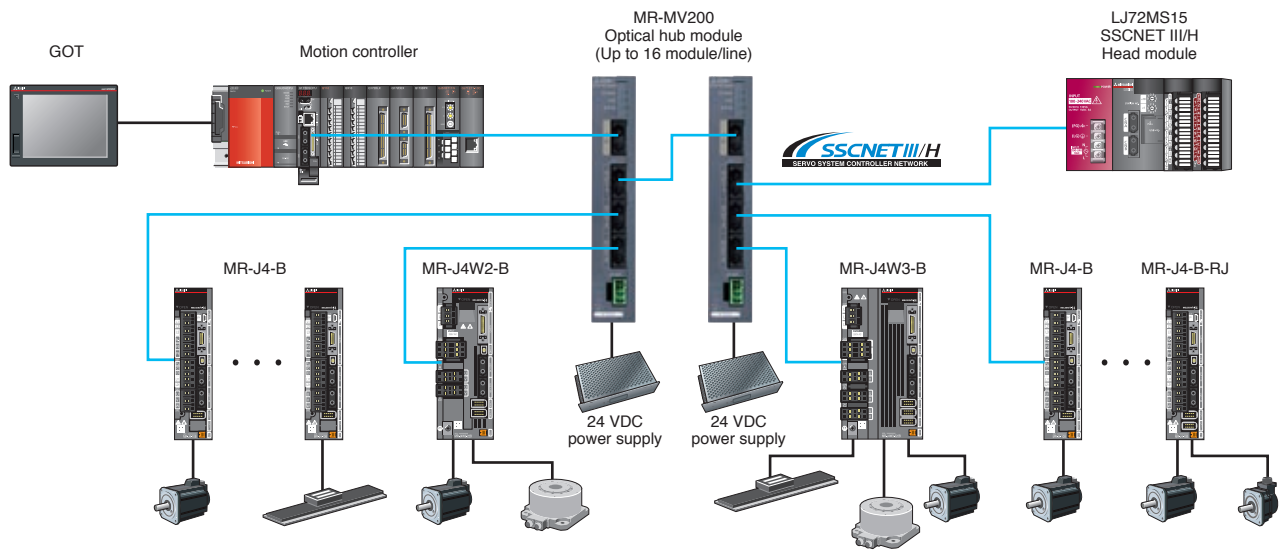 MR-MV200
Optical hub module
(Up to 16 module/line)
LJ72MS15
SSCNET III/H
Head module
GOT
Motion controller
SSCNETIII/H
SERVO SYSTEM CONTROLLER NETWORK
MR-J4-B
MR-J4W2-B
MR-J4W3-B
MR-J4-B
MR-J4-B-RJ
24 VDC
power supply
24 VDC
power supply